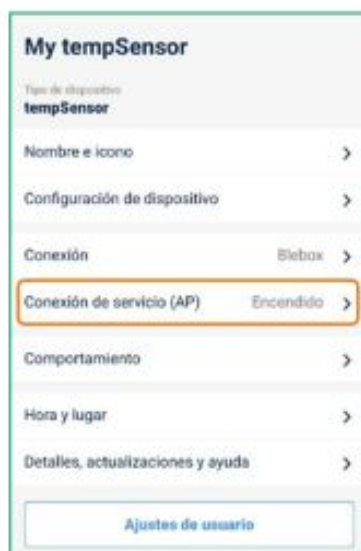 My tempSensor
Tipo de dispositivo
tempSensor
Nombre e icono
Configuración de dispositivo
Conexión Blebox
Conexión de servicio (AP) Encendido
Comportamiento
Hora y lugar
Detalles, actualizaciones y ayuda
Ajustes de usuario